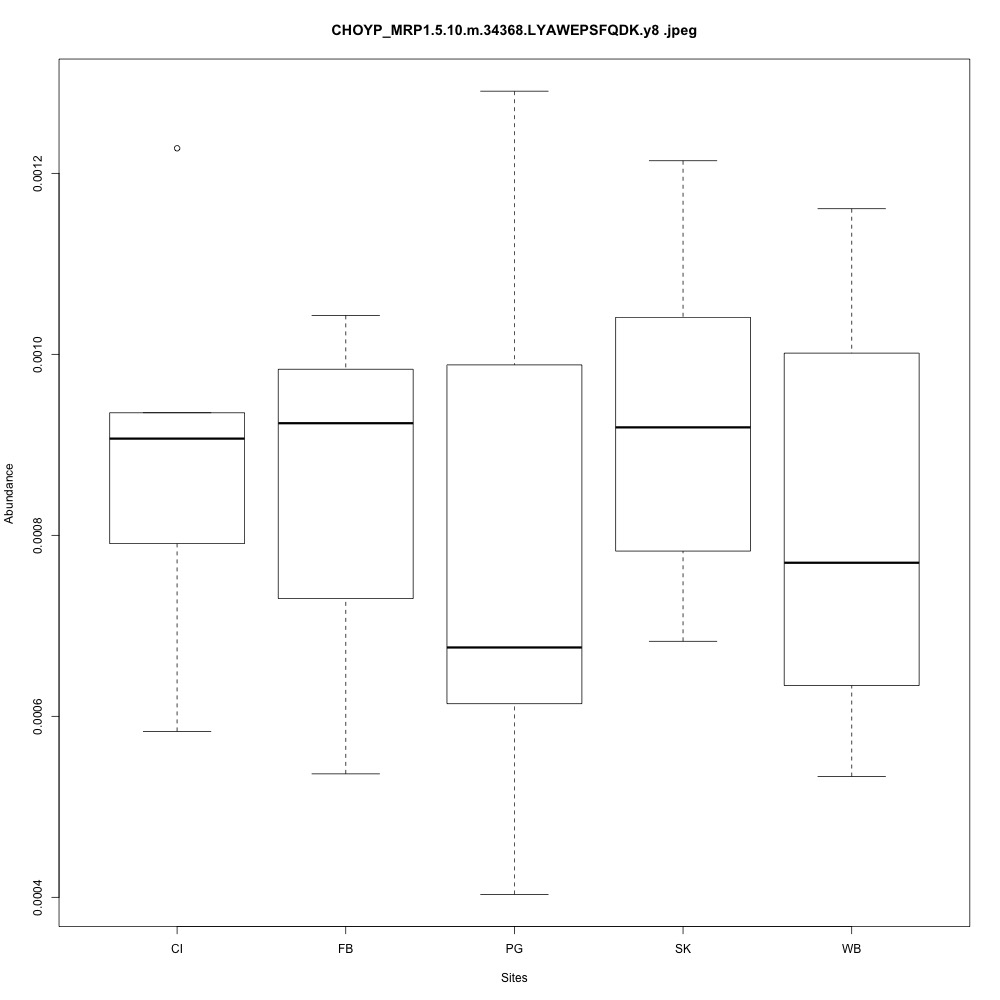 CHOYP_MRP1.5.10.m.34368.LYAWEPSFQDK.y8 .jpeg
0.0012
0.0010
0.0008
0.0006
0.0004
Abundance
CI FB PG SK WB
Sites